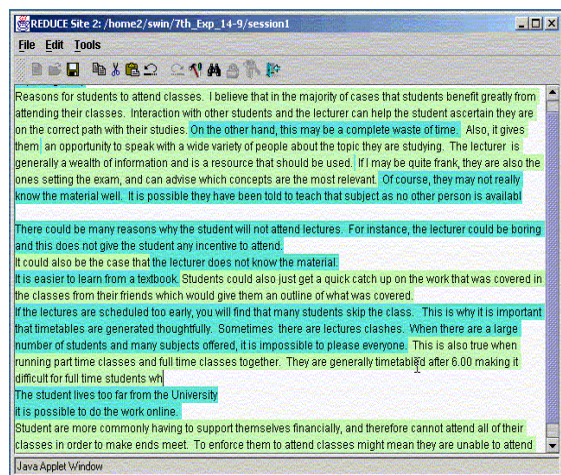 REDUCE Site 2: /home2/swin/7th_Exp_14-9/session1
File Edit Tools
Reasons for students to attend classes. I believe that in the majority of cases that students benefit greatly from
attending their classes. Interaction with other students and the lecturer can help the student ascertain they are
on the correct path with their studies. On the other hand, this may be a complete waste of time. Also, it gives
them an opportunity to speak with a wide variety of people about the topic they are studying. The lecturer is
generally a wealth of information and is a resource that should be used. If I may be quite frank, they are also the
ones setting the exam, and can advise which concepts are the most relevant. Of course, they may not really
know the material well. It is possible they have been told to teach that subject as no other person is availabl
There could be many reasons why the student will not attend lectures. For instance, the lecturer could be boring
and this does not give the student any incentive to attend.
It could also be the case that the lecturer does not know the material.
It is easier to learn from a textbook. Students could also just get a quick catch up on the work that was covered in
the classes from their friends which would give them an outline of what was covered.
If the lectures are scheduled too early, you will find that many students skip the class. This is why it is important
that timetables are generated thoughtfully. Sometimes there are lectures clashes. When there are a large
number of students and many subjects offered, it is impossible to please everyone. This is also true when
running part time classes and full time classes together. They are generally timetabled after 6.00 making it
difficult for full time students wh
The student lives too far from the University
it is possible to do the work online.
Student are more commonly having to support themselves financially, and therefore cannot attend all of their
classes in order to make ends meet. To enforce them to attend classes might mean they are unable to attend
Java Applet Window